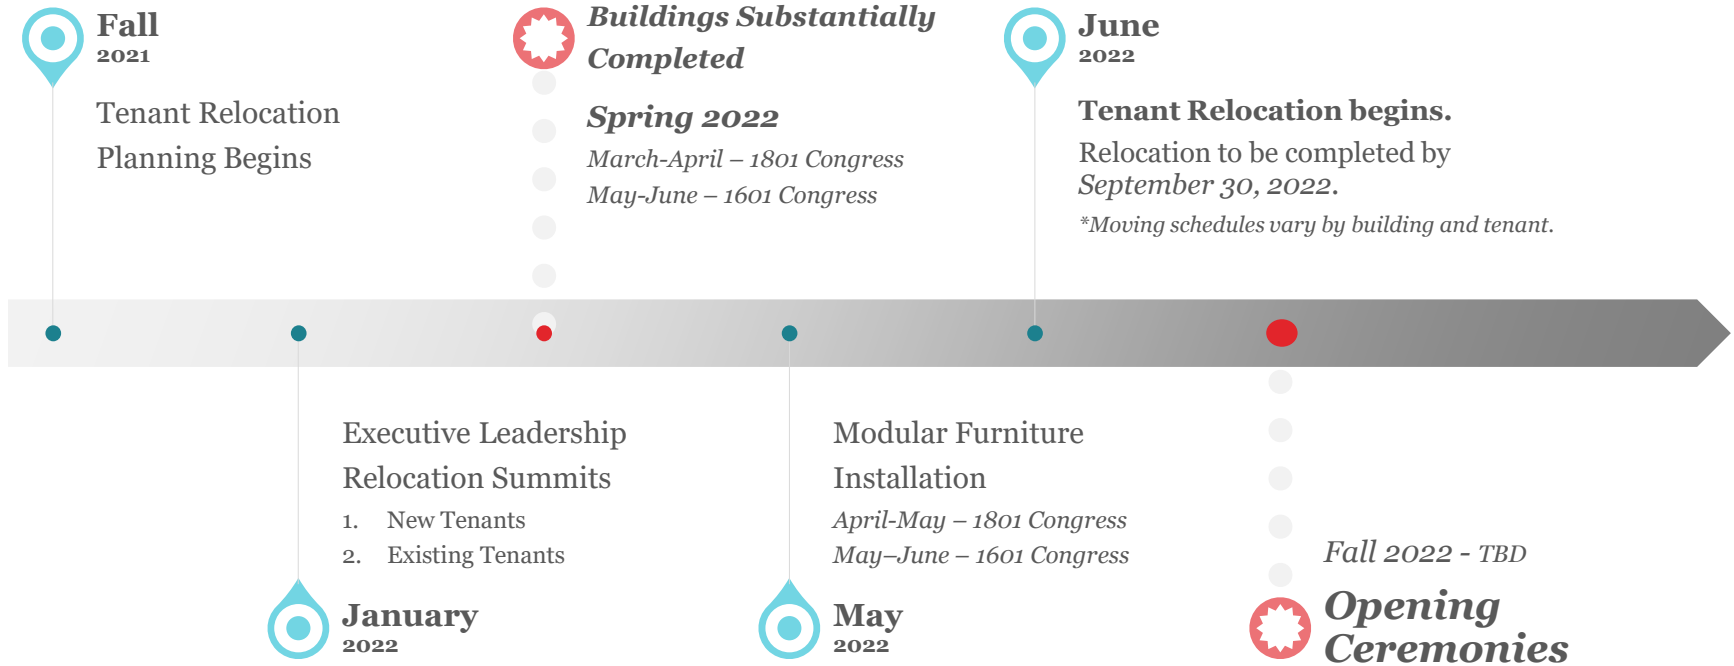 Fall
2021
Tenant Relocation
Planning Begins
Buildings Substantially
Completed
Spring 2022
March-April – 1801 Congress
May-June – 1601 Congress
June
2022
Tenant Relocation begins.
Relocation to be completed by
September 30, 2022.
*Moving schedules vary by building and tenant.
Executive Leadership
Relocation Summits
1. New Tenants
2. Existing Tenants
January
2022
Modular Furniture
Installation
April-May – 1801 Congress
May–June – 1601 Congress
May
2022
Fall 2022 - TBD
Opening
Ceremonies